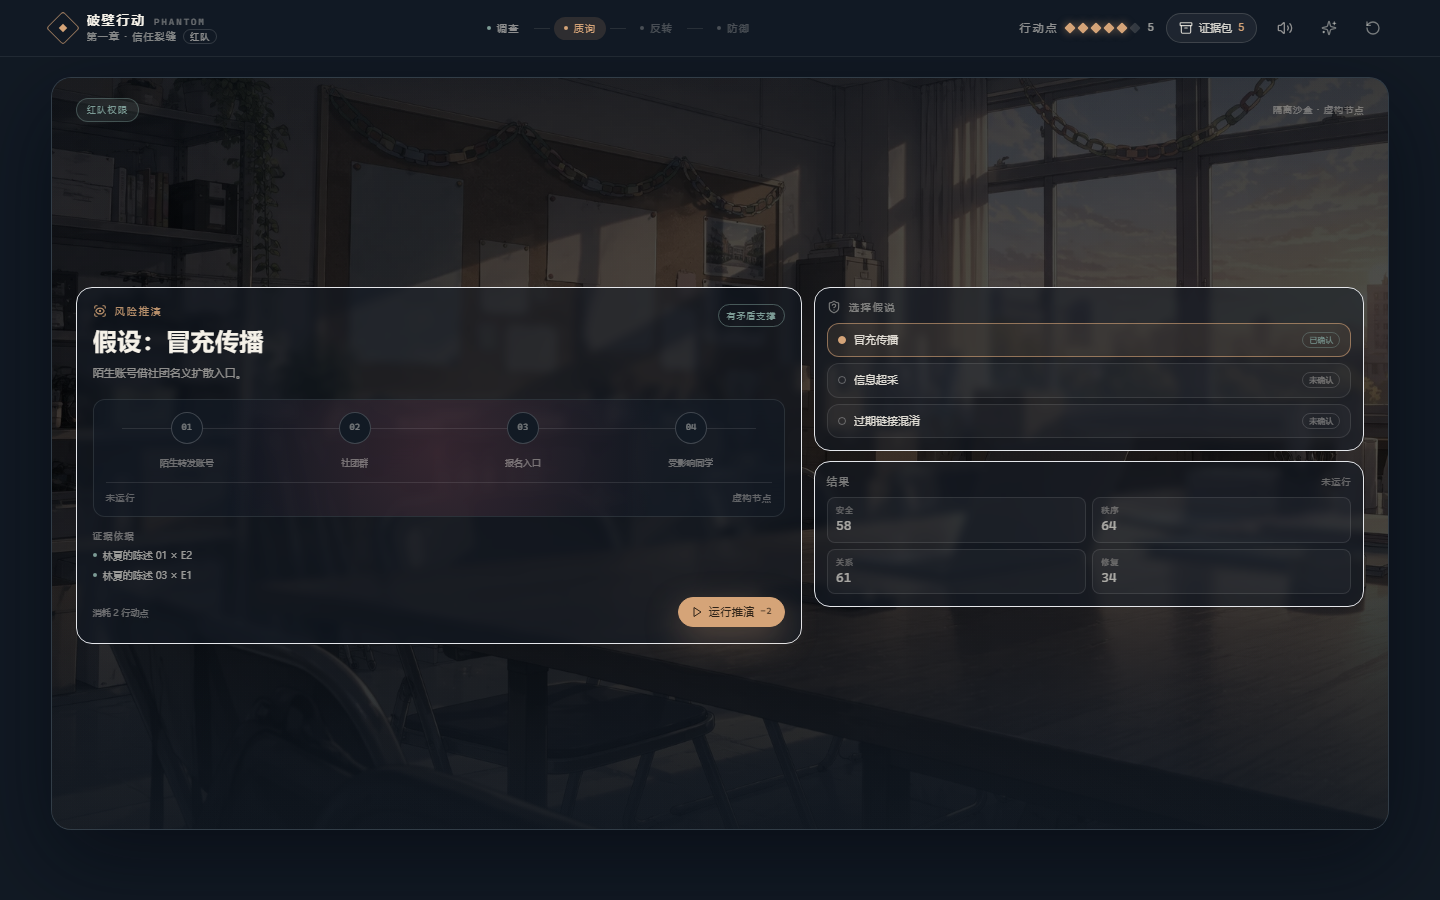 破壁行动 PHANTOM
第一章 · 信任裂缝 红队
调查
质询
反转
防御
行动点 5
证据包 5
红队权限
隔离沙盒 · 虚构节点
风险推演
有矛盾支撑
假设：冒充传播
陌生账号借社团名义扩散入口。
01
02
03
04
陌生转发账号
社团群
报名入口
受影响同学
未运行
虚构节点
证据依据
林夏的陈述 01 × E2
林夏的陈述 03 × E1
消耗 2 行动点
运行推演 −2
选择假说
冒充传播
已确认
信息超采
未确认
过期链接混淆
未确认
结果
未运行
安全
58
秩序
64
关系
61
修复
34